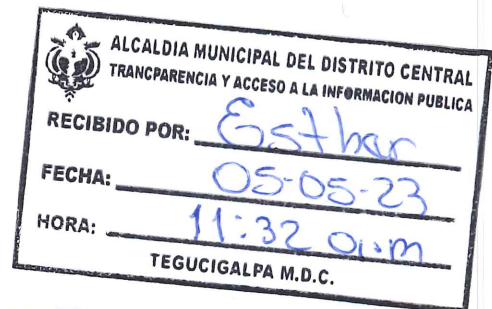 ALCALDIA MUNICIPAL DEL DISTRITO CENTRAL
TRANCPARENCIA Y ACCESO A LA INFORMACION PUBLICA
RECIBIDO POR: Esthar
FECHA: 05-05-23
HORA: 11:32 a.m
TEGUCIGALPA M.D.C.